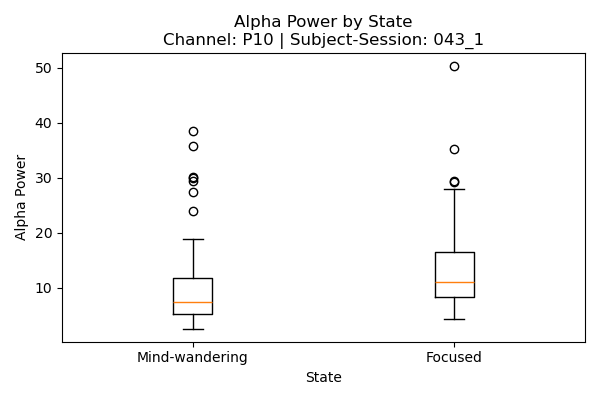 Alpha Power by State
Channel: P10 | Subject-Session: 043_1
50
40
30
20
10
Alpha Power
Mind-wandering
Focused
State